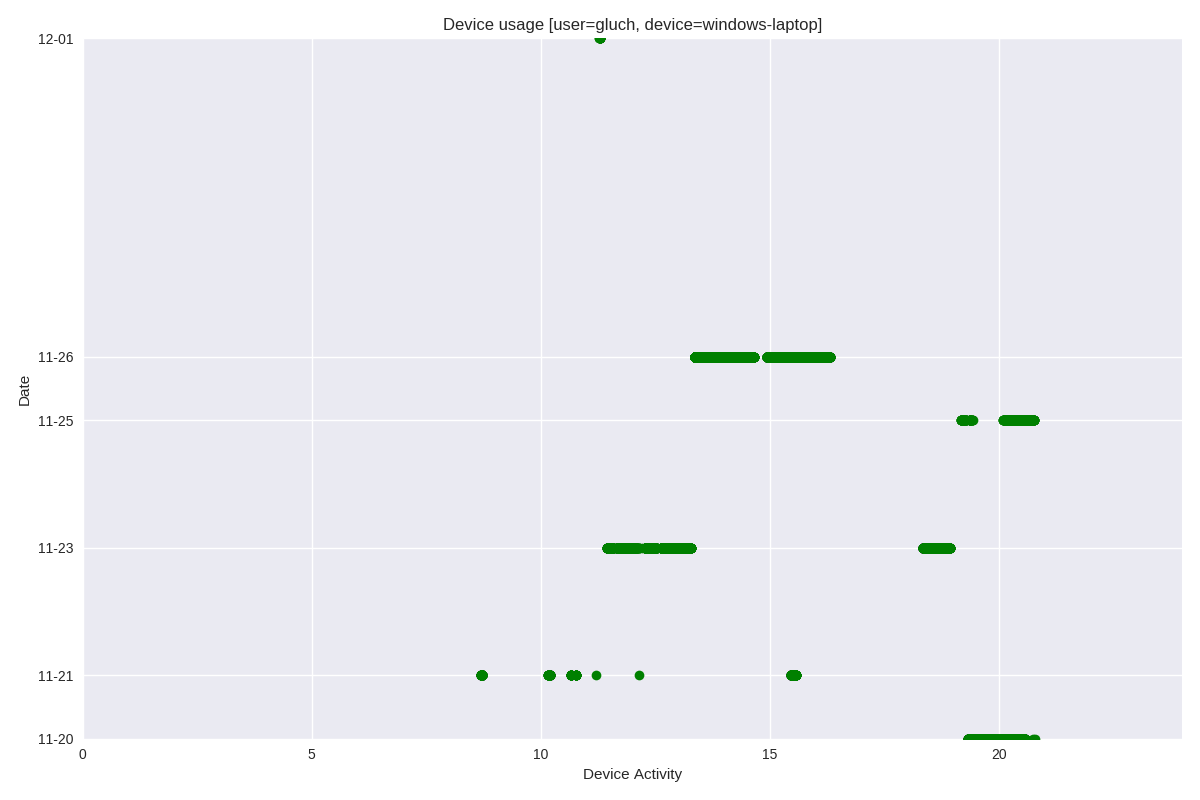 Device usage [user=gluch, device=windows-laptop]
12-01
11-26
Date
11-25
11-23
11-21
11-20
0 5 10 15 20
Device Activity